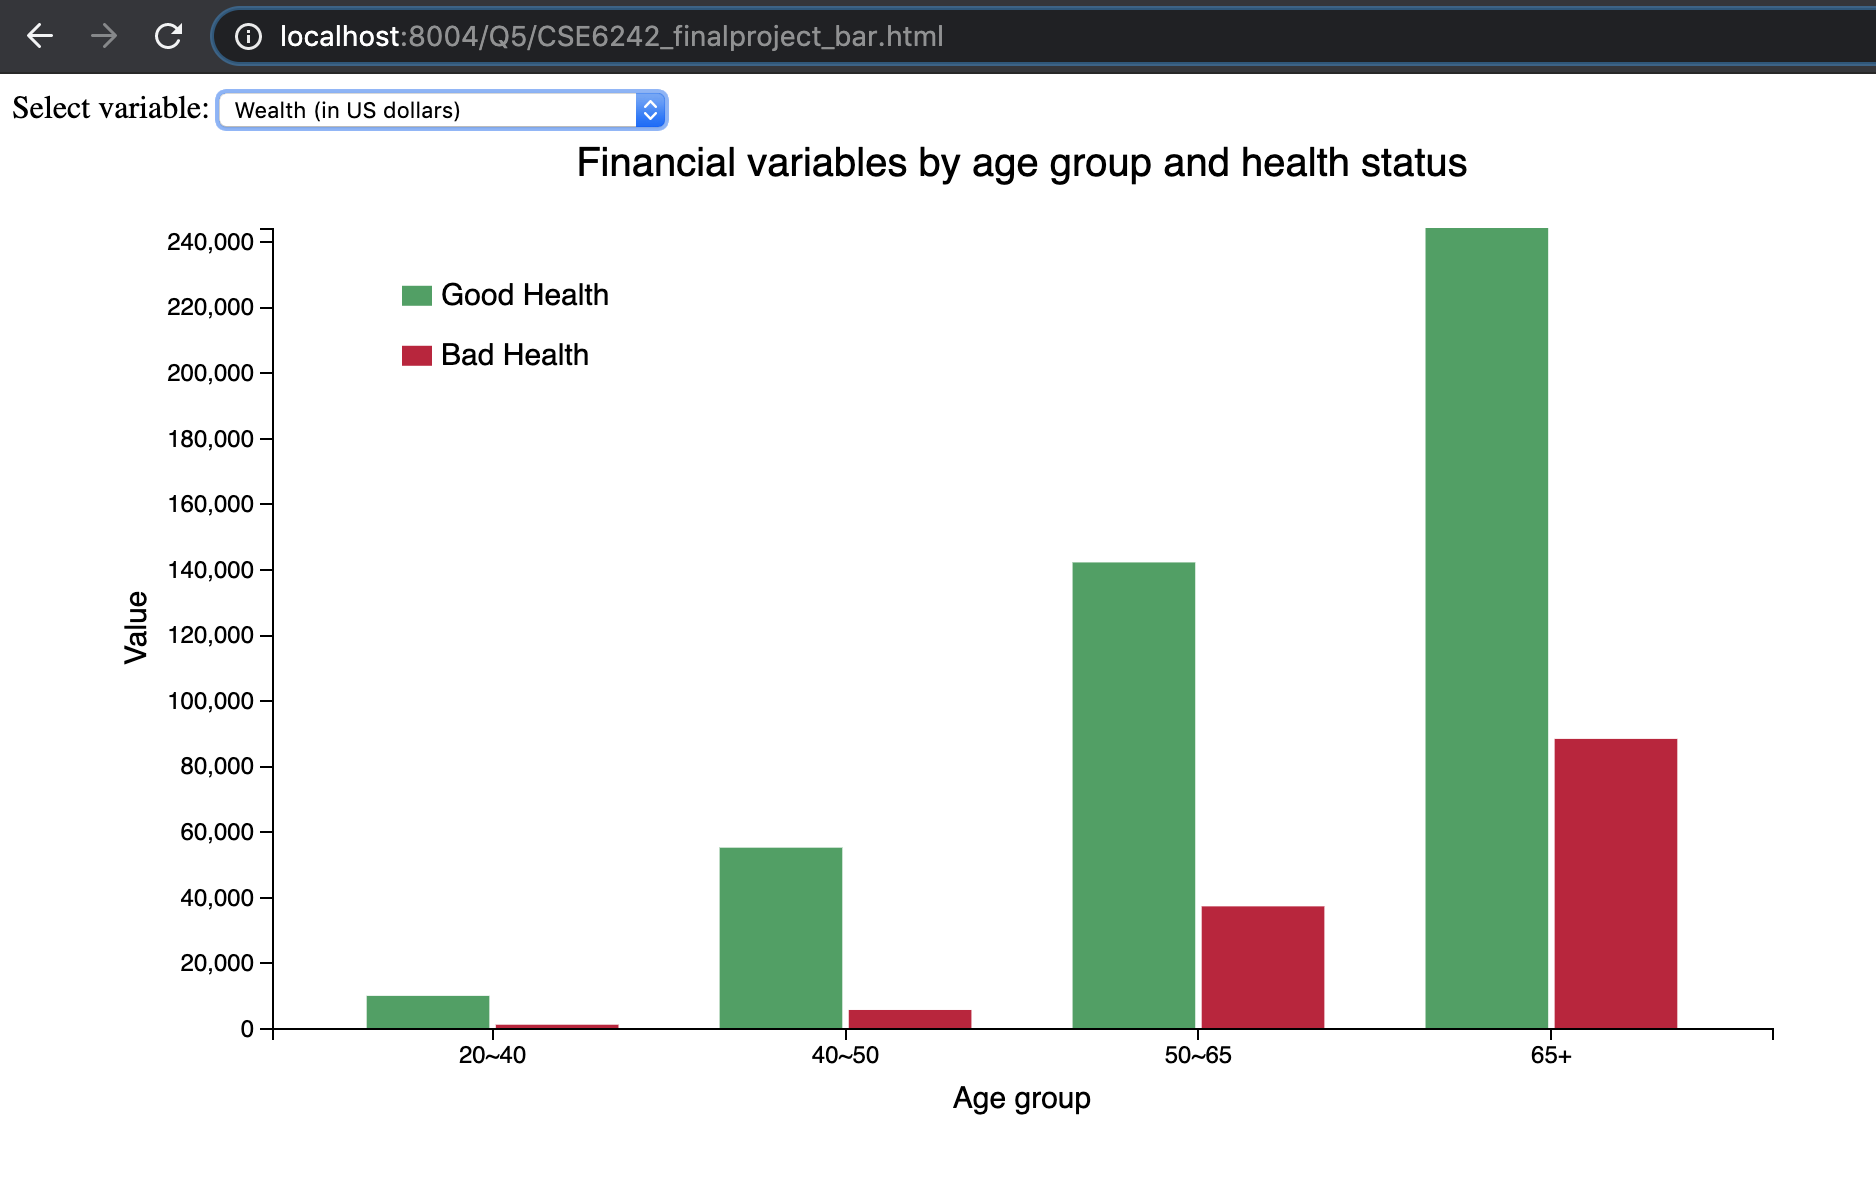 localhost:8004/Q5/CSE6242_finalproject_bar.html
Select variable: Wealth (in US dollars)
Financial variables by age group and health status
240,000
220,000
200,000
180,000
160,000
140,000
120,000
100,000
80,000
60,000
40,000
20,000
0
Value
Good Health
Bad Health
20~40 40~50 50~65 65+
Age group